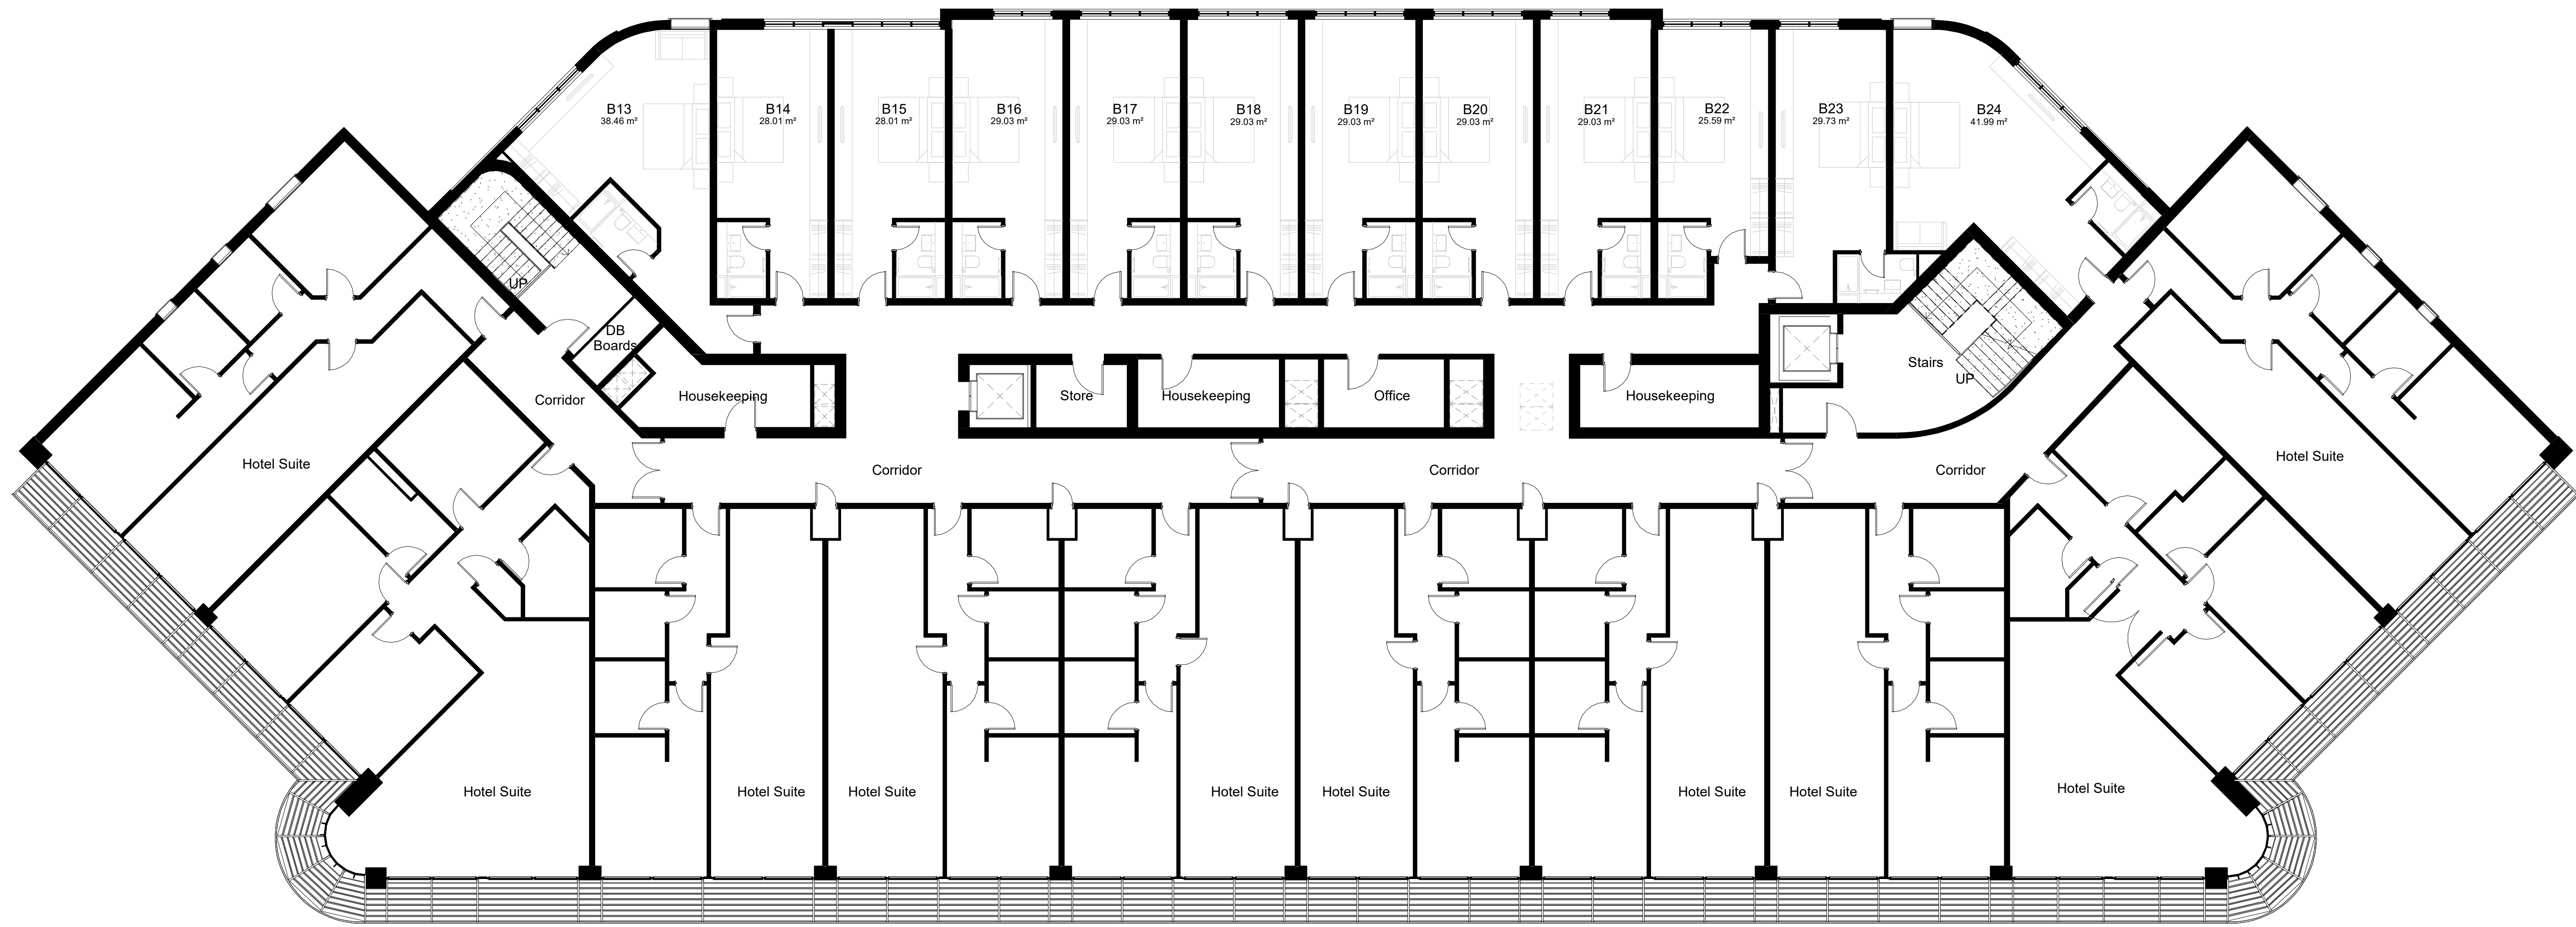 B13
38.46 m²
B14
28.01 m²
B15
28.01 m²
B16
29.03 m²
B17
29.03 m²
B18
29.03 m²
B19
29.03 m²
B20
29.03 m²
B21
29.03 m²
B22
25.59 m²
B23
29.73 m²
B24
41.99 m²
UP
DB
Boards
Stairs
UP
Corridor
Housekeeping
Store
Housekeeping
Office
Housekeeping
Hotel Suite
Corridor
Corridor
Corridor
Hotel Suite
Hotel Suite
Hotel Suite
Hotel Suite
Hotel Suite
Hotel Suite
Hotel Suite
Hotel Suite
Hotel Suite